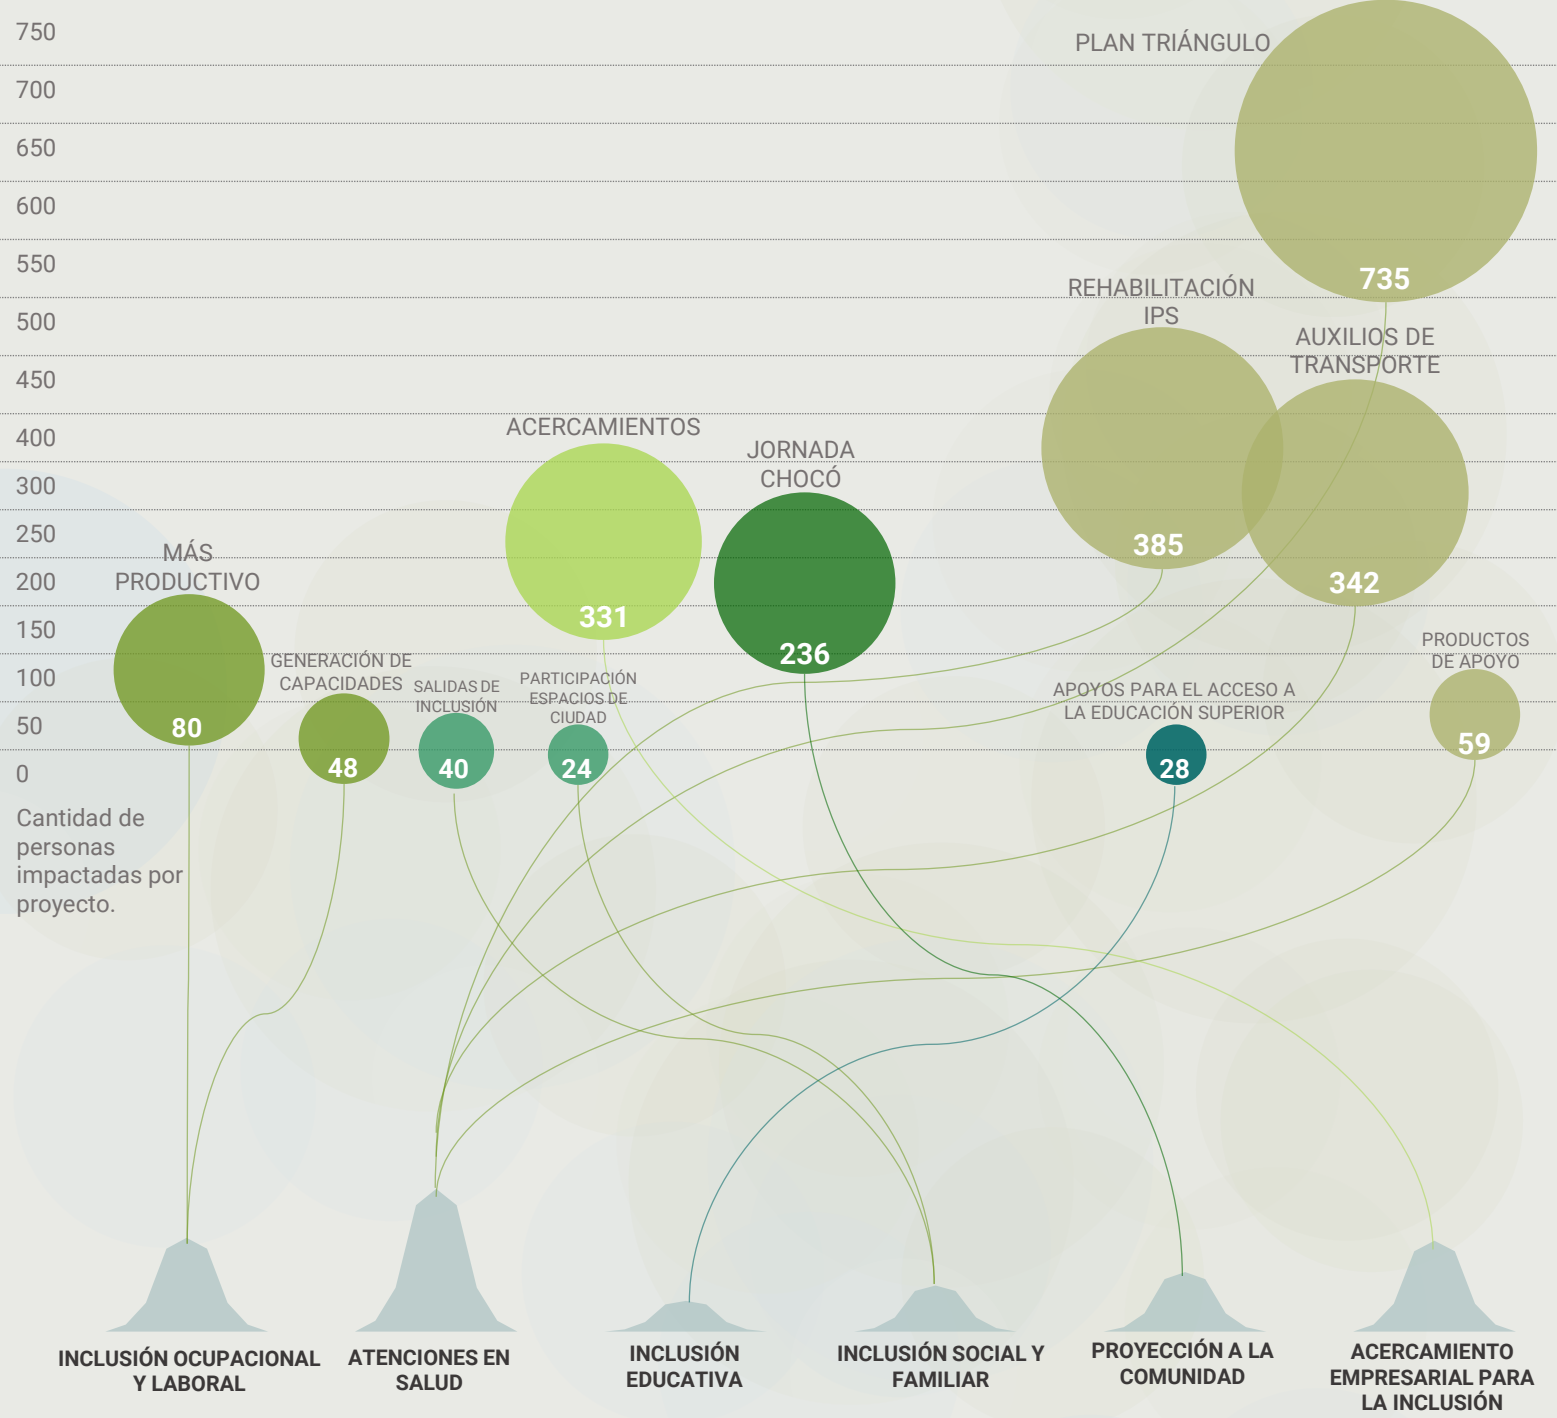 750
700
650
600
550
500
450
400
300
250
200
150
100
50
0
Cantidad de
personas
impactadas por
proyecto.
PLAN TRIÁNGULO
735
REHABILITACIÓN
IPS
385
AUXILIOS DE
TRANSPORTE
342
ACERCAMIENTOS
331
JORNADA
CHOCÓ
236
MÁS
PRODUCTIVO
80
GENERACIÓN DE
CAPACIDADES
48
SALIDAS DE
INCLUSIÓN
40
PARTICIPACIÓN
ESPACIOS DE
CIUDAD
24
APOYOS PARA EL ACCESO A
LA EDUCACIÓN SUPERIOR
28
PRODUCTOS
DE APOYO
59
INCLUSIÓN OCUPACIONAL
Y LABORAL
ATENCIONES EN
SALUD
INCLUSIÓN
EDUCATIVA
INCLUSIÓN SOCIAL Y
FAMILIAR
PROYECCIÓN A LA
COMUNIDAD
ACERCAMIENTO
EMPRESARIAL PARA
LA INCLUSIÓN